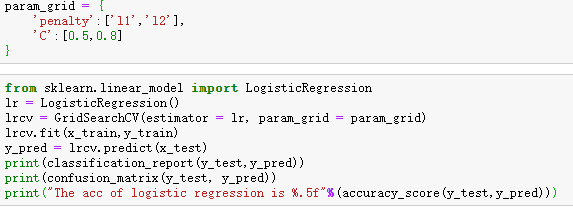 param_grid = {
    'penalty':['l1','l2'],
    'C':[0.5,0.8]
}
from sklearn.linear_model import LogisticRegression
lr = LogisticRegression()
lrcv = GridSearchCV(estimator = lr, param_grid = param_grid)
lrcv.fit(x_train,y_train)
y_pred = lrcv.predict(x_test)
print(classification_report(y_test,y_pred))
print(confusion_matrix(y_test, y_pred))
print("The acc of logistic regression is %.5f"%(accuracy_score(y_test,y_pred)))